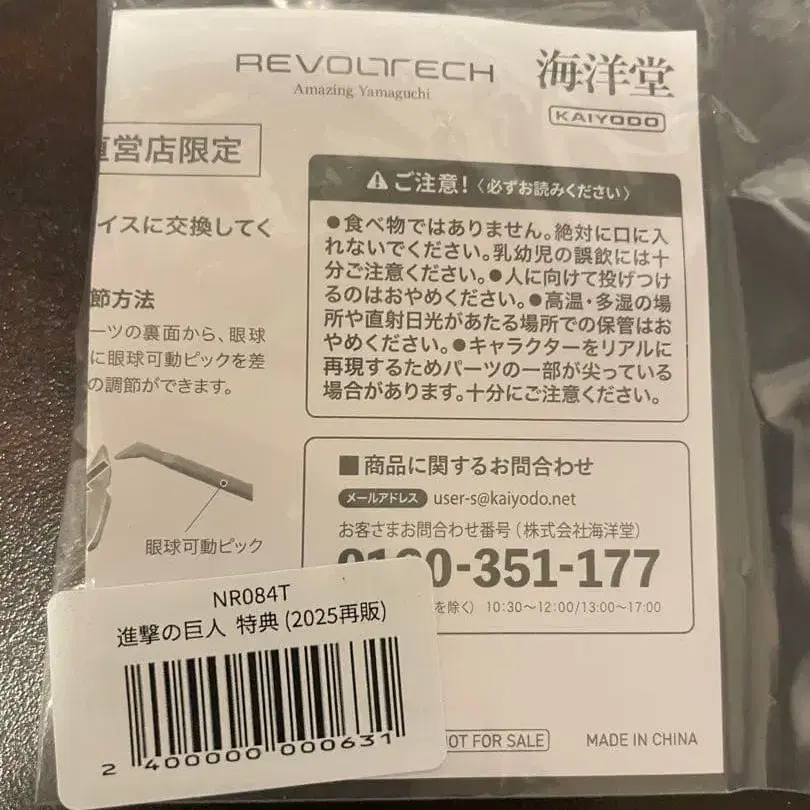 REVOLTECH
Amazing Yamaguchi
海洋堂
KAIYODO
直営店限定
イスに交換してく
節方法
ーツの裏面から、眼球
に眼球可動ピックを差
の調節ができます。
眼球可動ピック
ご注意!〈必ずお読みください〉
●食べ物ではありません。絶対に口に入
れないでください。乳幼児の誤飲には十
分ご注意ください。●人に向けて投げつけ
るのはおやめください。●高温・多湿の場
所や直射日光があたる場所での保管はお
やめください。●キャラクターをリアルに
再現するためパーツの一部が尖っている
場合があります。十分にご注意ください。
■商品に関するお問合わせ
メールアドレス user-s@kaiyodo.net
お客さまお問合わせ番号(株式会社海洋堂)
0-351-177
を除く) 10:30〜12:00/13:00〜17:00
NR084T
進撃の巨人 特典 (2025再販)
2 400000 000631
NOT FOR SALE
MADE IN CHINA